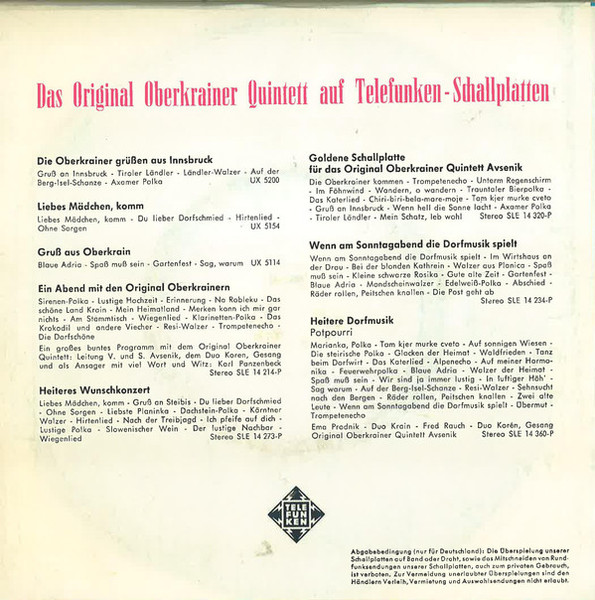 Das Original Oberkrainer Quintett auf Telefunken-Schallplatten
Die Oberkrainer grüßen aus Innsbruck
Gruß an Innsbruck - Tiroler Ländler - Ländler-Walzer - Auf der
Berg-Isel-Schanze - Axamer Polka UX 5200
Liebes Mädchen, komm
Liebes Mädchen, komm - Du lieber Dorfschmied - Hirtenlied -
Ohne Sorgen UX 5154
Gruß aus Oberkrain
Blaue Adria - Spaß muß sein - Gartenfest - Sag, warum UX 5114
Ein Abend mit den Original Oberkrainern
Sirenen-Polka - Lustige Hochzeit - Erinnerung - Na Robleku - Das
schöne Land Krain - Mein Heimatland - Merken kann ich mir gar
nichts - Am Stammtisch - Wiegenlied - Klarinetten-Polka - Das
Krokodil und andere Viecher - Resi-Walzer - Trompetenecho -
Die Dorfschöne
Ein großes buntes Programm mit dem Original Oberkrainer
Quintett; Leitung V. und S. Avsenik, dem Duo Koren, Gesang
und als Ansager mit viel Wort und Witz: Karl Panzenbeck
Stereo SLE 14 214-P
Heiteres Wunschkonzert
Liebes Mädchen, komm - Gruß an Steibis - Du lieber Dorfschmied
- Ohne Sorgen - Liebste Planinka - Dachstein-Polka - Kärntner
Walzer - Hirtenlied - Nach der Treibjagd - Ich pfeife auf dich -
Lustige Polka - Slowenischer Wein - Der lustige Nachbar -
Wiegenlied Stereo SLE 14 273-P
Goldene Schallplatte
für das Original Oberkrainer Quintett Avsenik
Die Oberkrainer kommen - Trompetenecho - Unterm Regenschirm
- Im Föhnwind - Wandern, o wandern - Trauntaler Bierpolka -
Das Katerlied - Chiri-biri-bela-mare-moje - Tam kjer murke cveto
- Gruß an Innsbruck - Wenn hell die Sonne lacht - Axamer Polka
- Tiroler Ländler - Mein Schatz, leb wohl Stereo SLE 14 320-P
Wenn am Sonntagabend die Dorfmusik spielt
Wenn am Sonntagabend die Dorfmusik spielt - Im Wirtshaus an
der Drau - Bei der blonden Kathrein - Walzer aus Planica - Spaß
muß sein - Kleine schwarze Rosika - Gute alte Zeit - Gartenfest -
Blaue Adria - Mondscheinwalzer - Edelweiß-Polka - Abschied -
Räder rollen, Peitschen knallen - Die Post geht ab
Stereo SLE 14 234-P
Heitere Dorfmusik
Potpourri
Marianka, Polka - Tam kjer murke cveto - Auf sonnigen Wiesen -
Die steirische Polka - Glocken der Heimat - Waldfrieden - Tanz
beim Dorfwirt - Das Katerlied - Alpenecho - Auf meiner Harmo-
nika - Feuerwehrpolka - Blaue Adria - Walzer der Heimat -
Spaß muß sein - Wir sind ja immer lustig - In luftiger Höh' -
Sag warum - Auf der Berg-Isel-Schanze - Resi-Walzer - Sehnsucht
nach den Bergen - Räder rollen, Peitschen knallen - Zwei alte
Leute - Wenn am Sonntagabend die Dorfmusik spielt - Übermut -
Trompetenecho
Ema Prodnik - Duo Krain - Fred Rauch - Duo Korén, Gesang
Original Oberkrainer Quintett Avsenik Stereo SLE 14 360-P
TELE
FUN
KEN
Abgabebedingung (nur für Deutschland): Die Überspielung unserer
Schallplatten auf Band oder Draht, sowie das Mitschneiden von Rund-
funksendungen unserer Schallplatten, auch zum privaten Gebrauch,
ist verboten. Zur Vermeidung unerlaubter Überspielungen sind den
Händlern Verleih, Vermietung und Auswahlsendungen nicht erlaubt.